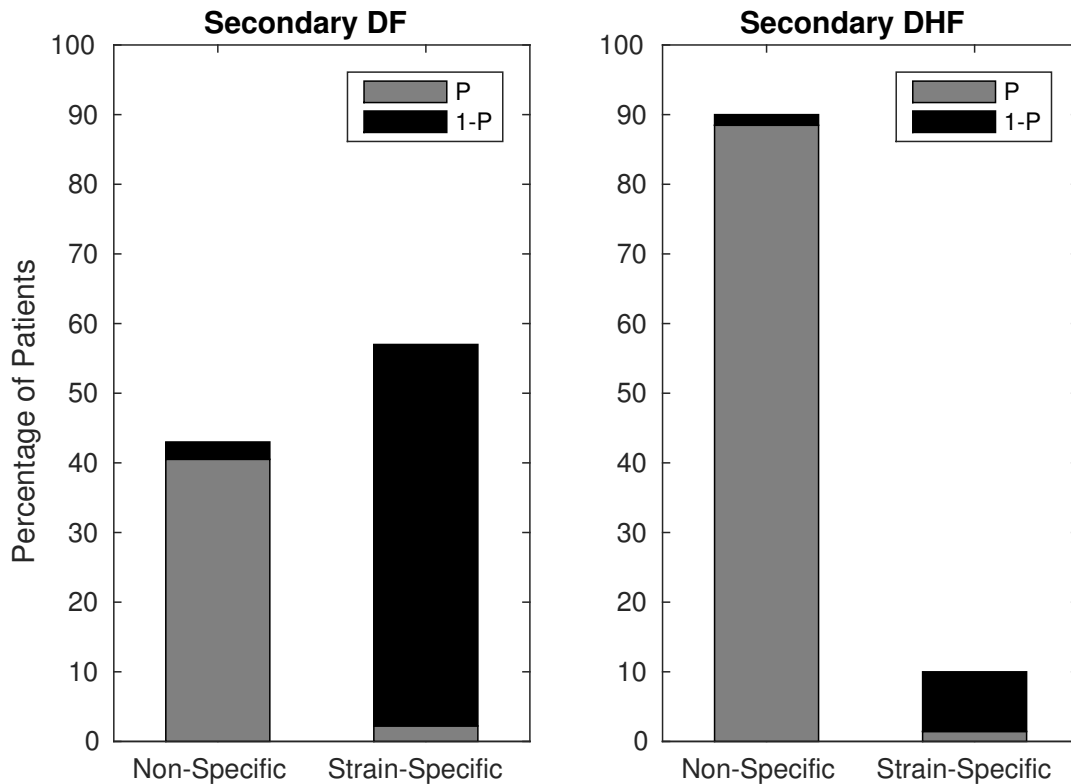 Secondary DF
100
90
80
70
60
50
40
30
20
10
0
Percentage of Patients
P
1-P
Non-Specific
Strain-Specific
Secondary DHF
100
90
80
70
60
50
40
30
20
10
0
P
1-P
Non-Specific
Strain-Specific